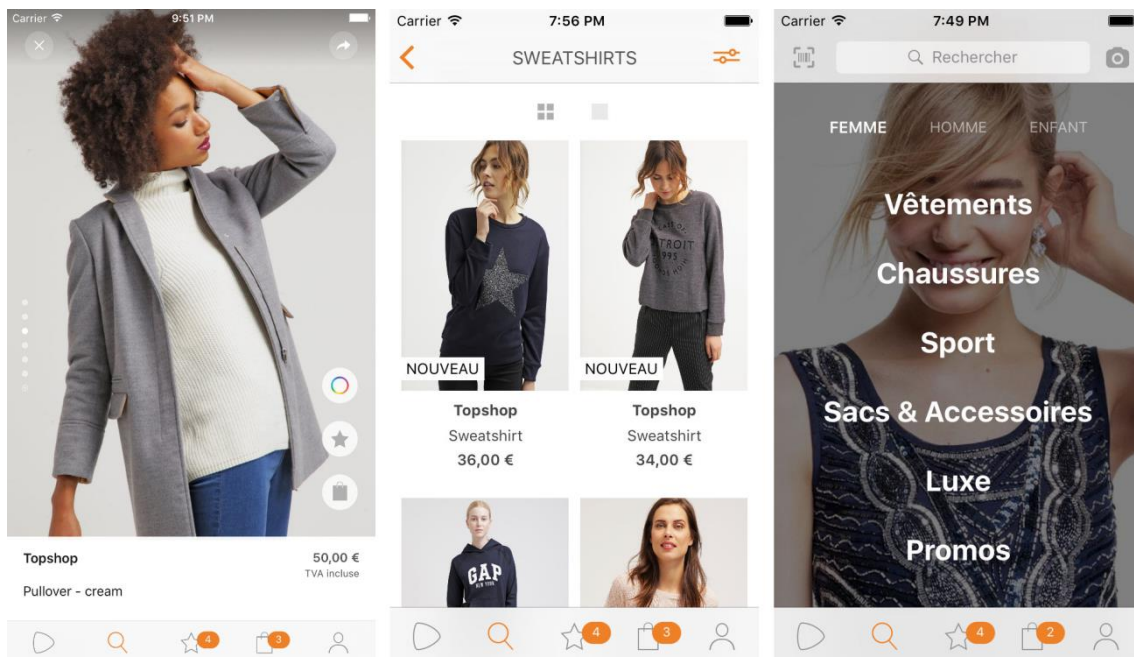 Carrier 9:51 PM
Topshop 50,00 €
TVA incluse
Pullover - cream
4 3
Carrier 7:56 PM
SWEATSHIRTS
NOUVEAU NOUVEAU
Topshop Topshop
Sweatshirt Sweatshirt
36,00 € 34,00 €
GAP
4 3
Carrier 7:49 PM
Rechercher
FEMME HOMME ENFANT
Vêtements
Chaussures
Sport
Sacs & Accessoires
Luxe
Promos
4 2